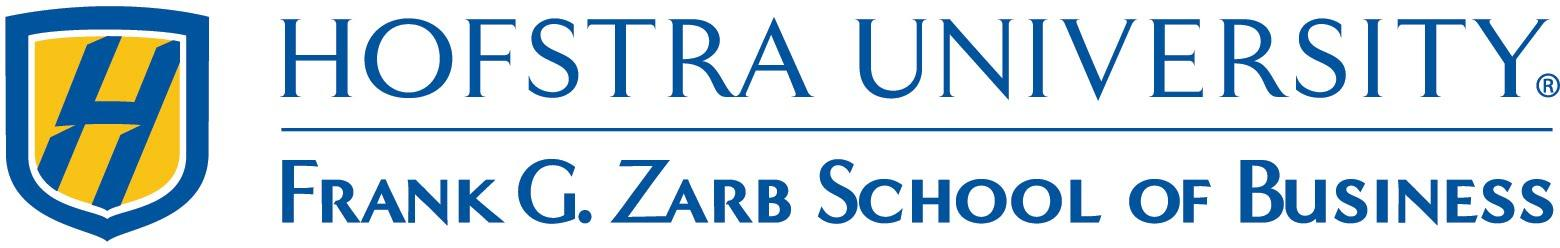 H
HOFSTRA UNIVERSITY®
FRANK G. ZARB SCHOOL OF BUSINESS